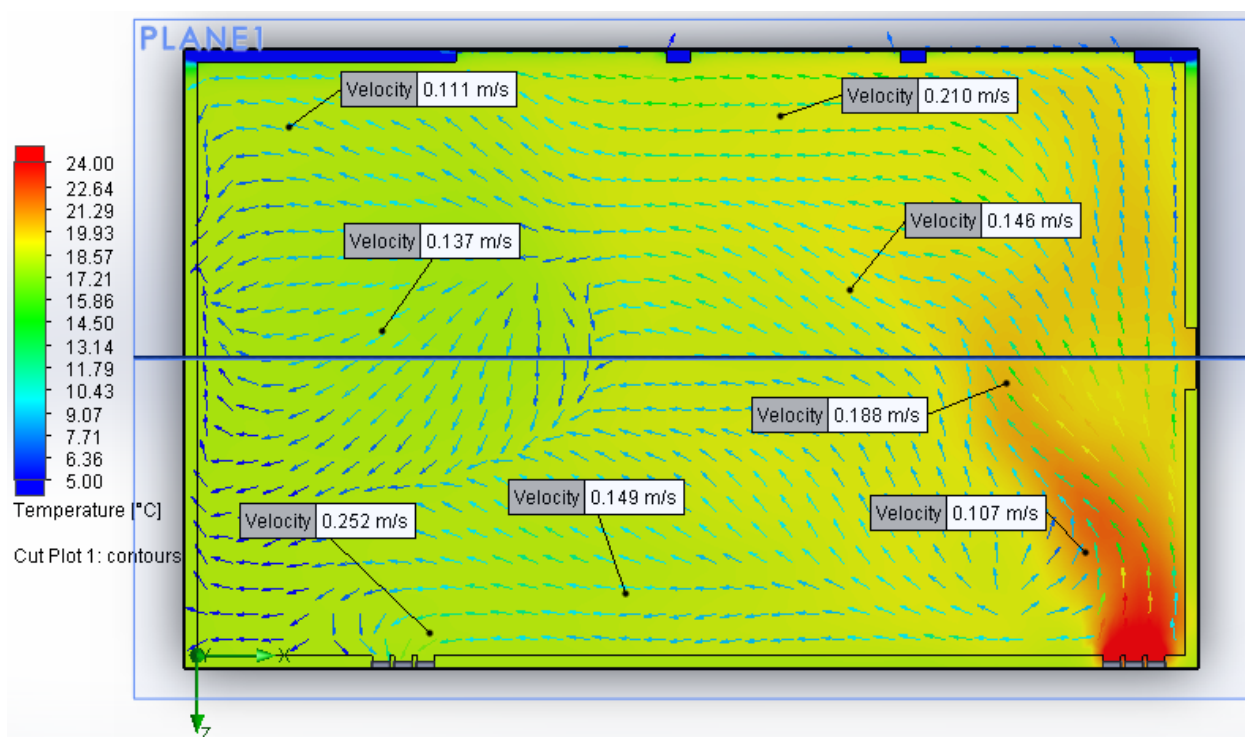 PLANE1
Velocity 0.111 m/s
Velocity 0.210 m/s
24.00
22.64
21.29
19.93
18.57
17.21
15.86
14.50
13.14
11.79
10.43
9.07
7.71
6.36
5.00
Temperature [°C]
Cut Plot 1: contours
Velocity 0.137 m/s
Velocity 0.146 m/s
Velocity 0.188 m/s
Velocity 0.149 m/s
Velocity 0.252 m/s
Velocity 0.107 m/s
Y
X
Z